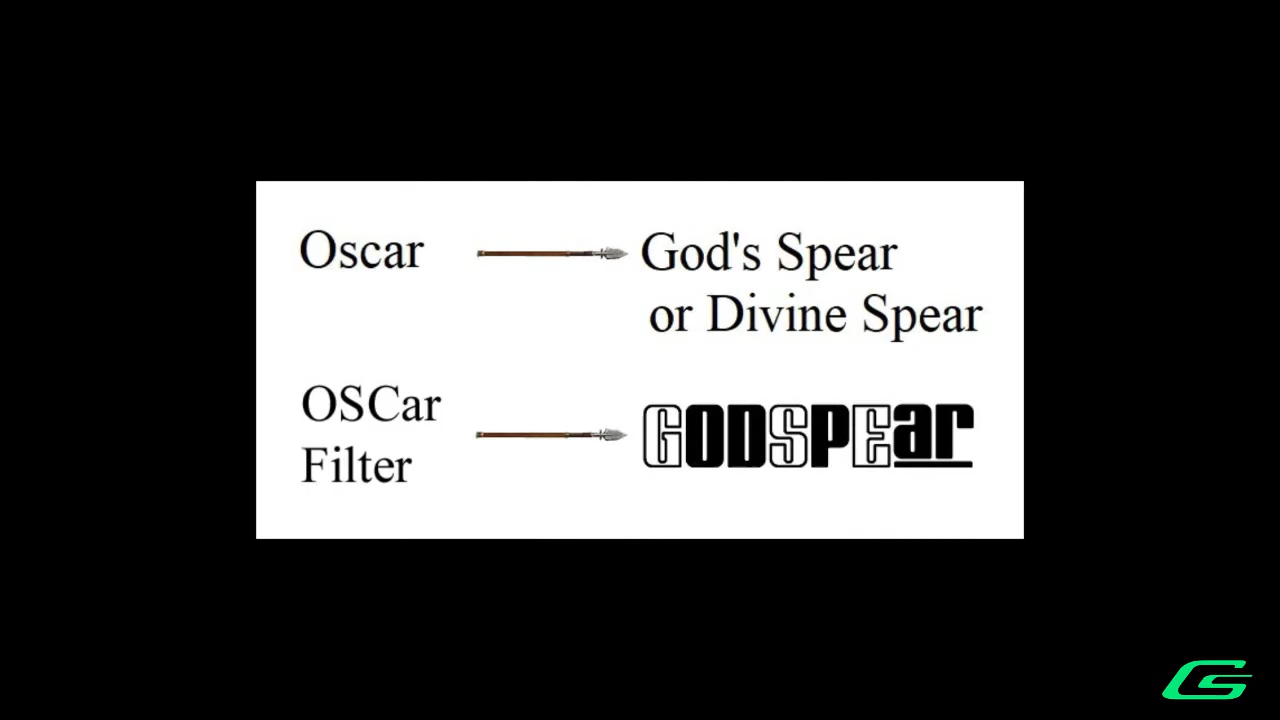 Oscar
God's Spear
or Divine Spear
OSCar
Filter
GODSPEar